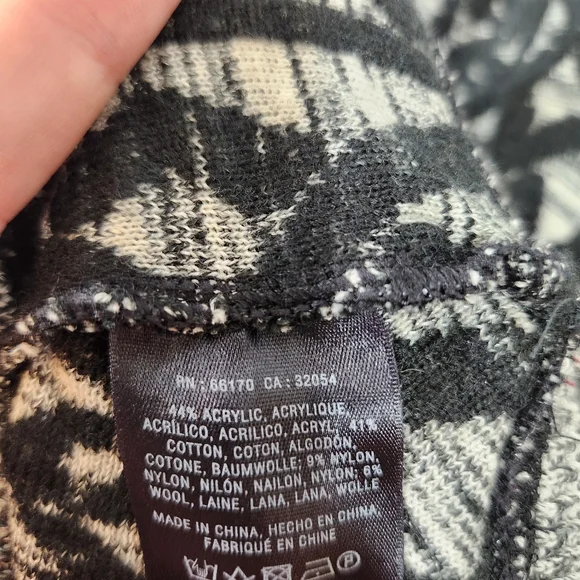 RN : 66170 CA : 32054
44% ACRYLIC, ACRYLIQUE,
ACRÍLICO, ACRILICO, ACRYL; 41%
COTTON, COTON, ALGODÓN,
COTONE, BAUMWOLLE; 9% NYLON,
NYLON, NILÓN, NAILON, NYLON; 6%
WOOL, LAINE, LANA, LANA, WOLLE
MADE IN CHINA, HECHO EN CHINA
FABRIQUÉ EN CHINE
P